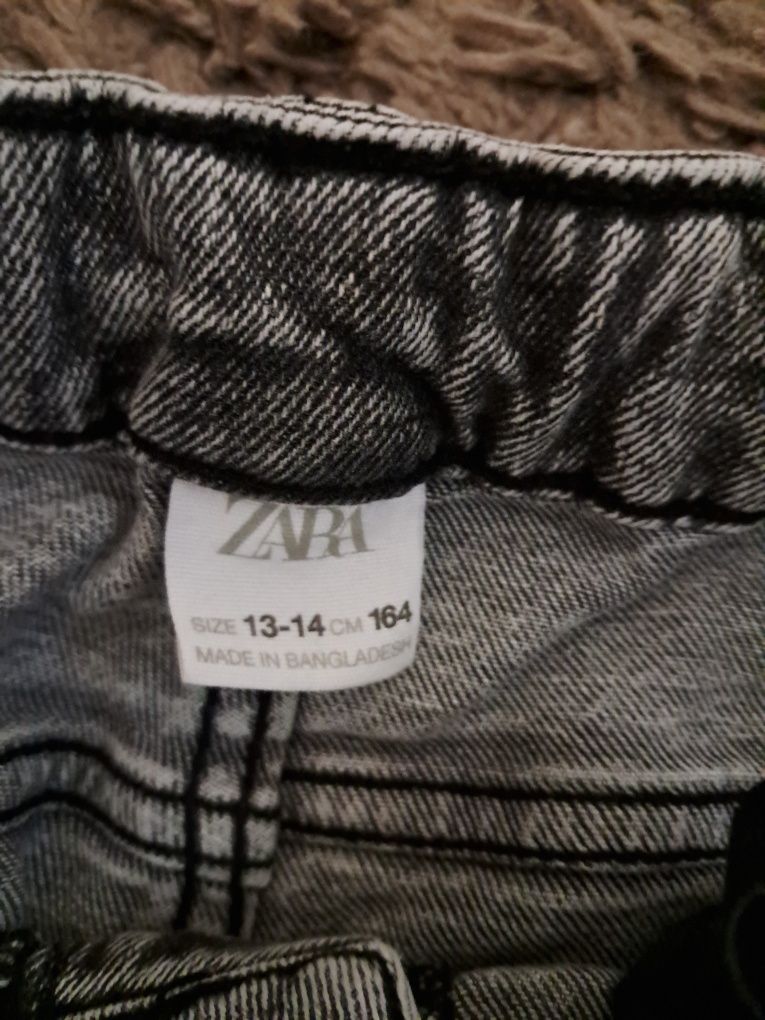 ZARA
SIZE 13-14 CM 164
MADE IN BANGLADESH